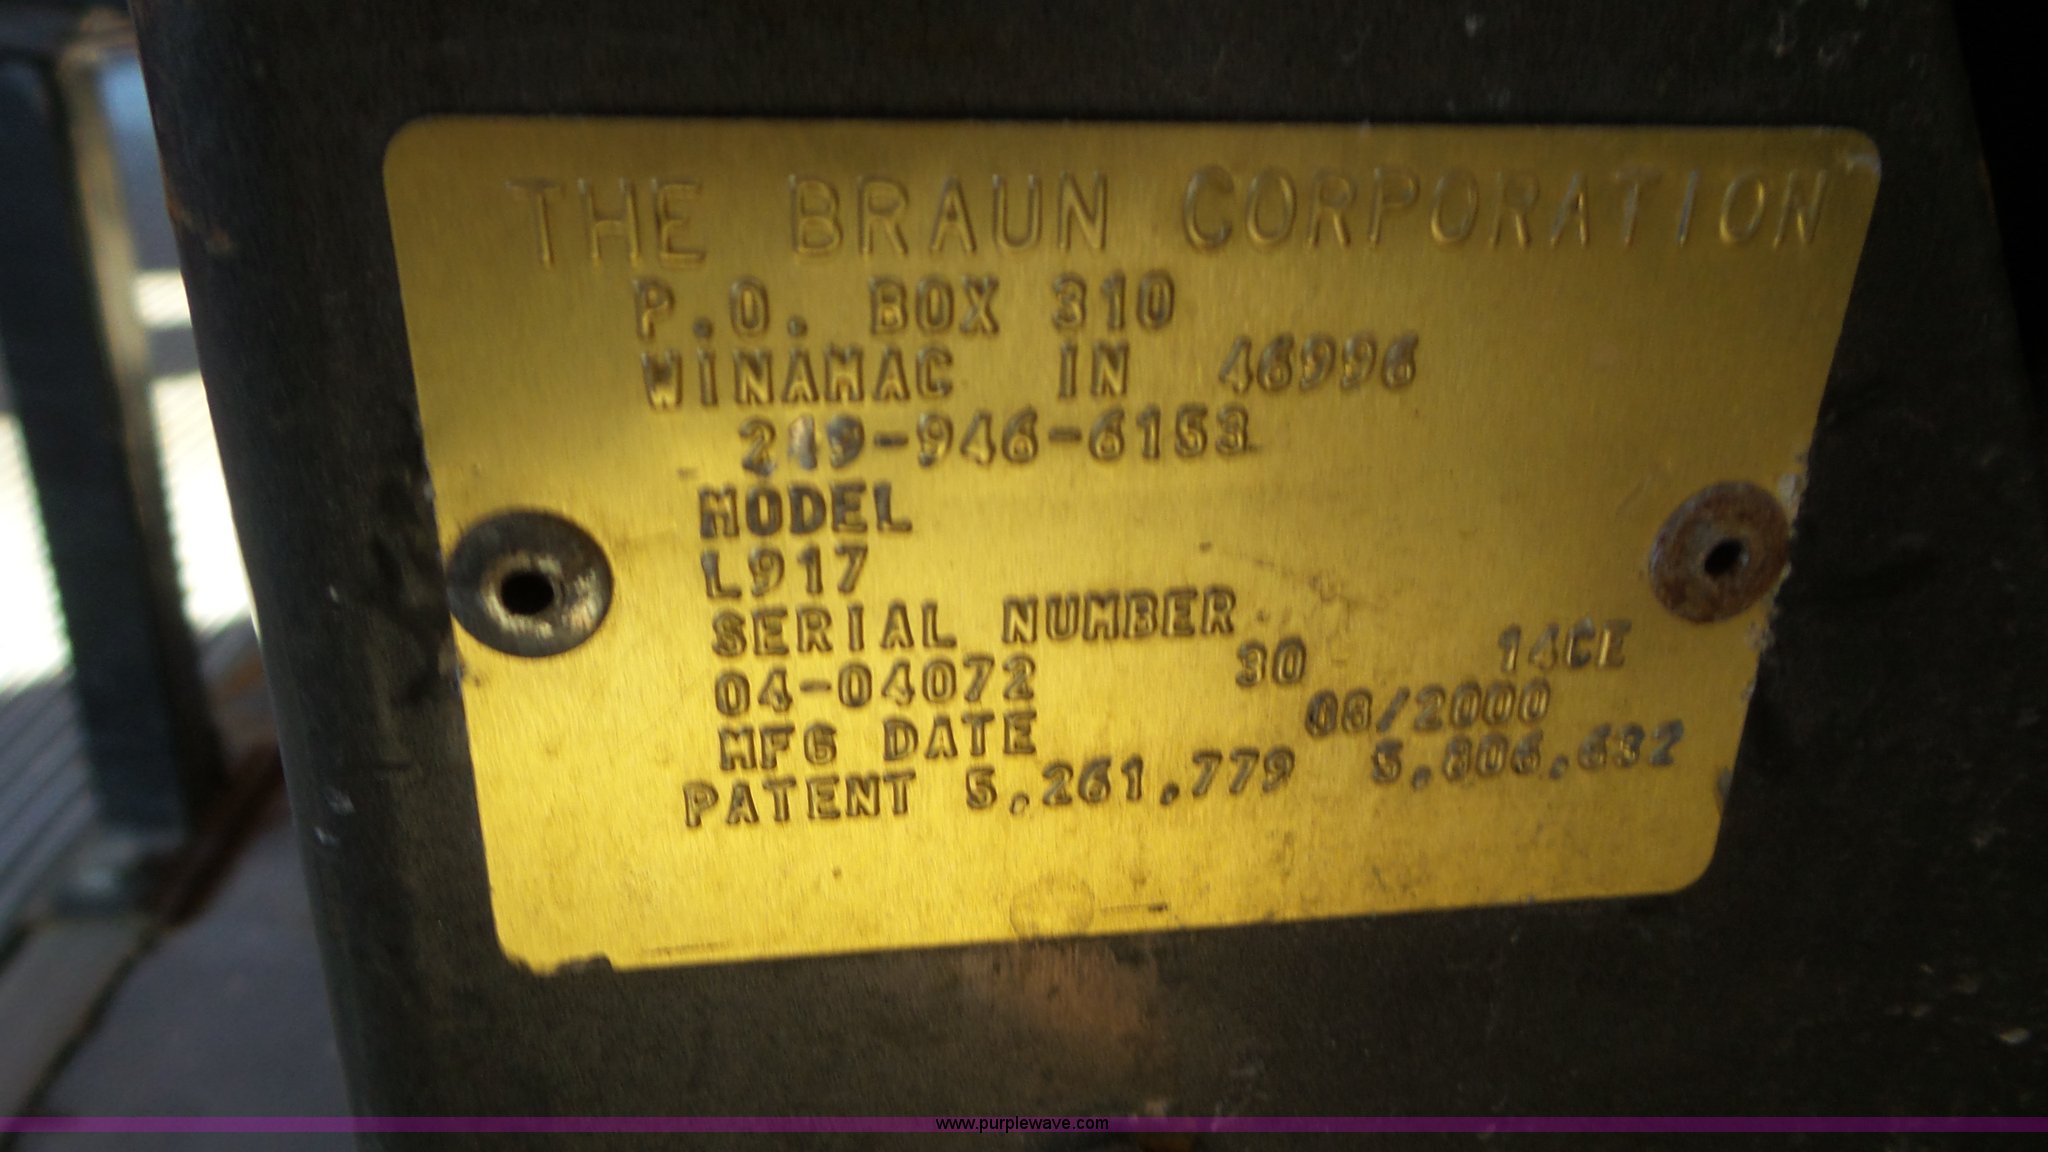 THE BRAUN CORPORATION
P.O. BOX 310
WINAMAC IN 46996
219-946-6153
MODEL
L917
SERIAL NUMBER
04-04072 30 14CE
MFG DATE 08/2000
PATENT 5,261,779 5,806,632
www.purplewave.com